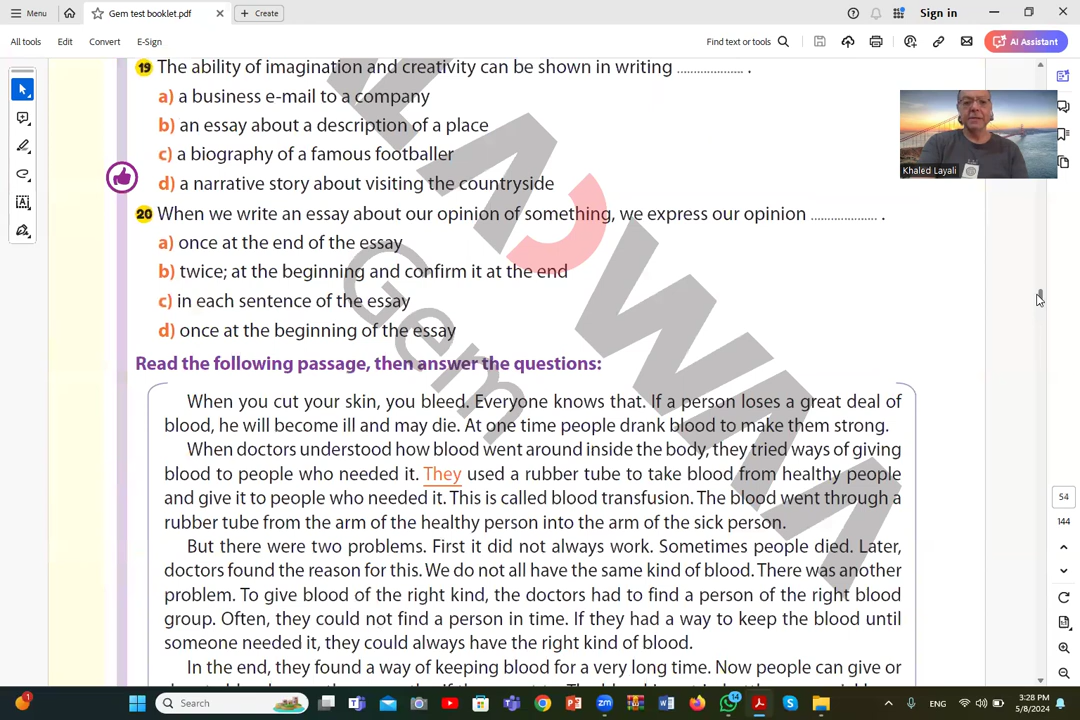 Menu
Gem test booklet.pdf
Create
Sign in
All tools
Edit
Convert
E-Sign
Find text or tools
AI Assistant
19 The ability of imagination and creativity can be shown in writing .................... .
a) a business e-mail to a company
b) an essay about a description of a place
c) a biography of a famous footballer
Khaled Layali
d) a narrative story about visiting the countryside
20 When we write an essay about our opinion of something, we express our opinion .................... .
a) once at the end of the essay
b) twice; at the beginning and confirm it at the end
c) in each sentence of the essay
d) once at the beginning of the essay
Read the following passage, then answer the questions:
When you cut your skin, you bleed. Everyone knows that. If a person loses a great deal of
blood, he will become ill and may die. At one time people drank blood to make them strong.
When doctors understood how blood went around inside the body, they tried ways of giving
blood to people who needed it. They used a rubber tube to take blood from healthy people
and give it to people who needed it. This is called blood transfusion. The blood went through a
rubber tube from the arm of the healthy person into the arm of the sick person.
But there were two problems. First it did not always work. Sometimes people died. Later,
doctors found the reason for this. We do not all have the same kind of blood. There was another
problem. To give blood of the right kind, the doctors had to find a person of the right blood
group. Often, they could not find a person in time. If they had a way to keep the blood until
someone needed it, they could always have the right kind of blood.
In the end, they found a way of keeping blood for a very long time. Now people can give or
Gem
54
144
Search
14
1
ENG
3:28 PM
5/8/2024